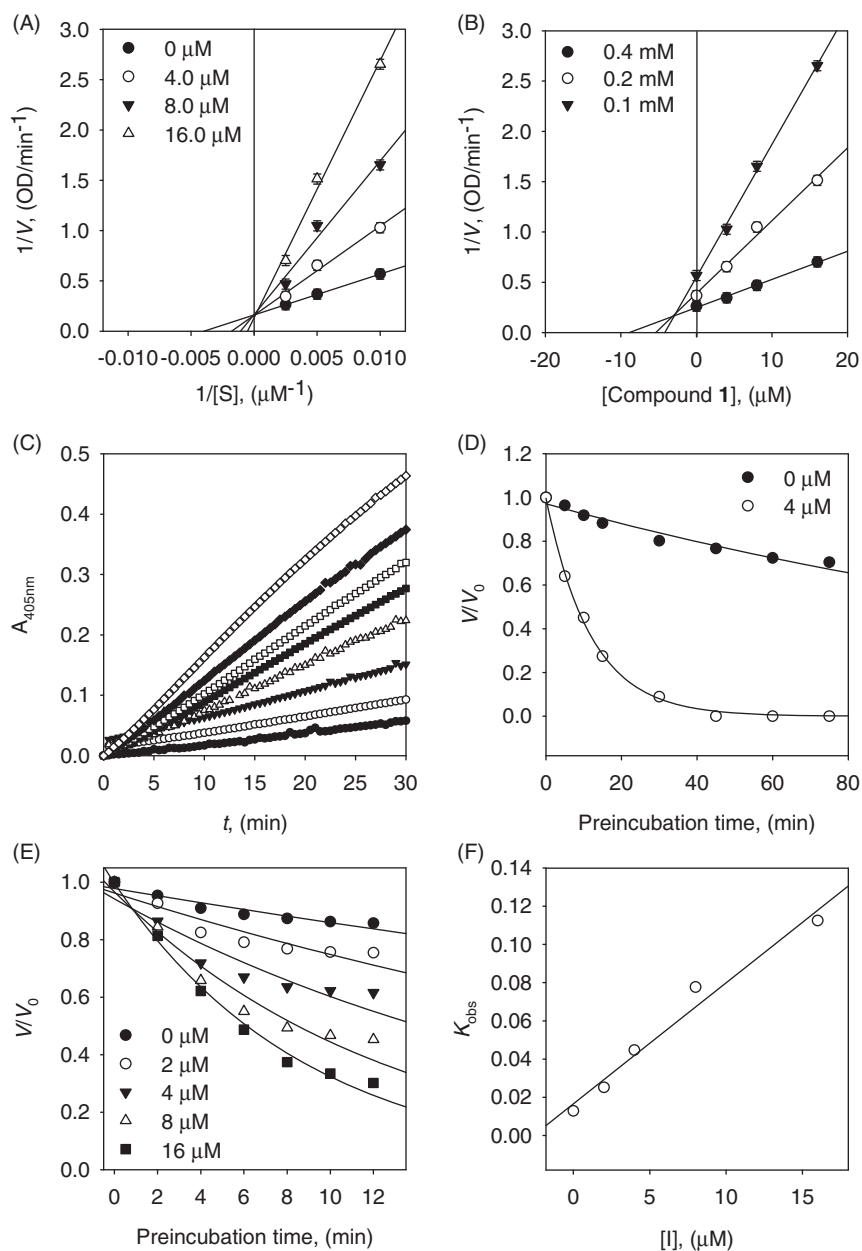 (A)
1/V, (OD/min⁻¹)
3.0
2.5
2.0
1.5
1.0
0.5
0.0
0 μM
4.0 μM
8.0 μM
16.0 μM
-0.010 -0.005 0.000 0.005 0.010
1/[S], (μM⁻¹)
(B)
1/V, (OD/min⁻¹)
3.0
2.5
2.0
1.5
1.0
0.5
0.0
0.4 mM
0.2 mM
0.1 mM
-20 -10 0 10 20
[Compound 1], (μM)
(C)
A405nm
0.5
0.4
0.3
0.2
0.1
0.0
0 5 10 15 20 25 30
t, (min)
(D)
V/V₀
1.2
1.0
0.8
0.6
0.4
0.2
0.0
0 μM
4 μM
0 20 40 60 80
Preincubation time, (min)
(E)
V/V₀
1.0
0.8
0.6
0.4
0.2
0.0
0 μM
2 μM
4 μM
8 μM
16 μM
0 2 4 6 8 10 12
Preincubation time, (min)
(F)
Kobs
0.14
0.12
0.10
0.08
0.06
0.04
0.02
0.00
0 5 10 15
[I], (μM)